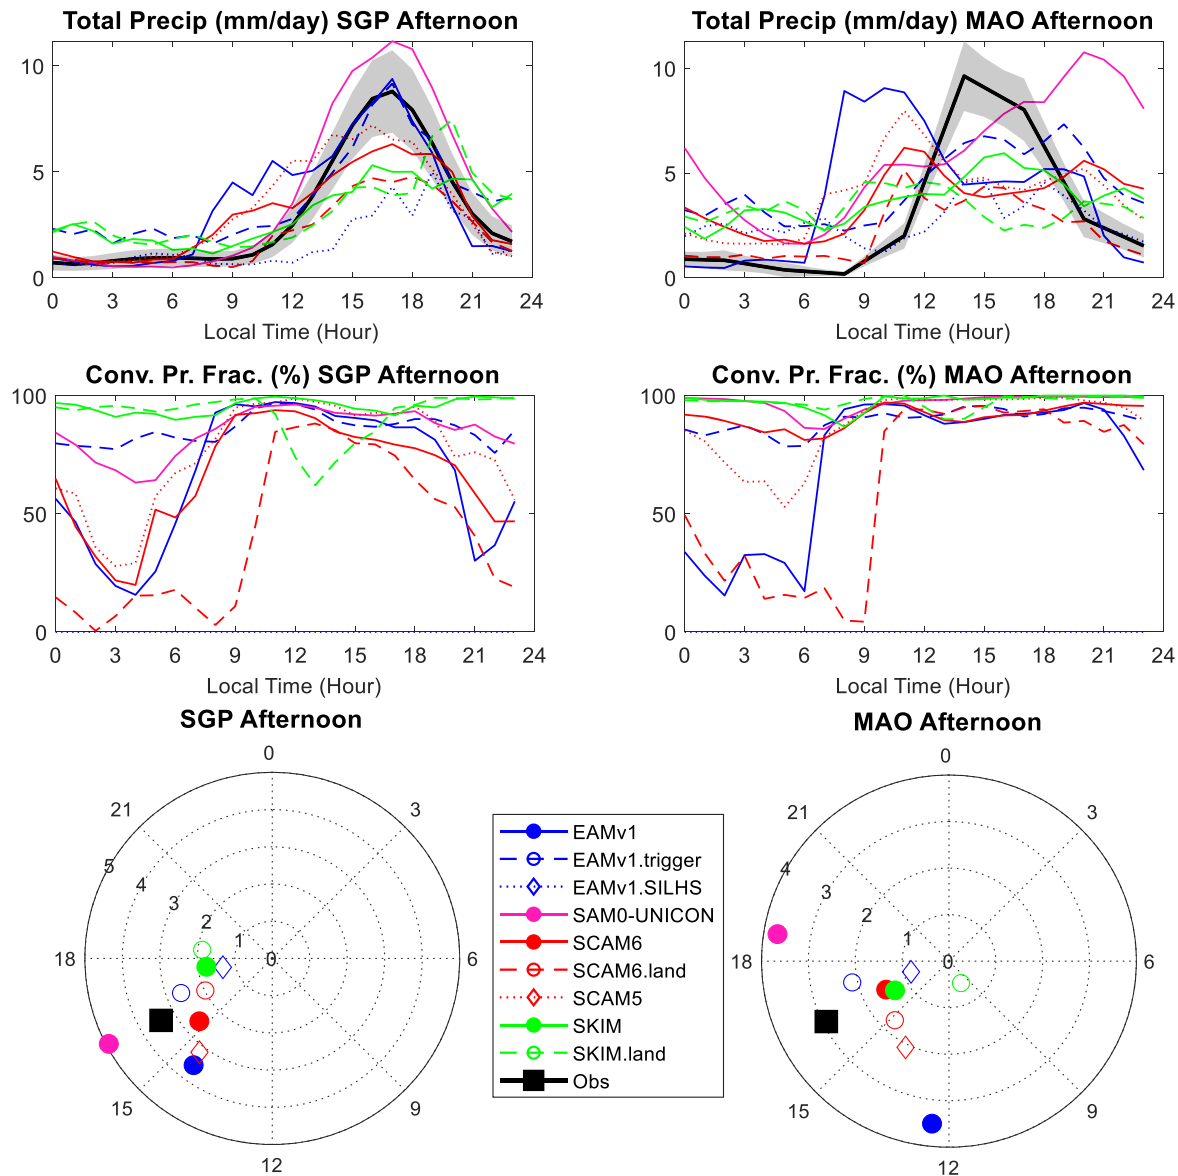 Total Precip (mm/day) SGP Afternoon
10
5
0
0 3 6 9 12 15 18 21 24
Local Time (Hour)
Total Precip (mm/day) MAO Afternoon
10
5
0
0 3 6 9 12 15 18 21 24
Local Time (Hour)
Conv. Pr. Frac. (%) SGP Afternoon
100
50
0
0 3 6 9 12 15 18 21 24
Local Time (Hour)
Conv. Pr. Frac. (%) MAO Afternoon
100
50
0
0 3 6 9 12 15 18 21 24
Local Time (Hour)
SGP Afternoon
0
21 3
5
4
3
2
1
18 0 6
15 9
12
EAMv1
EAMv1.trigger
EAMv1.SILHS
SAM0-UNICON
SCAM6
SCAM6.land
SCAM5
SKIM
SKIM.land
Obs
MAO Afternoon
0
21 3
4
3
2
1
18 0 6
15 9
12